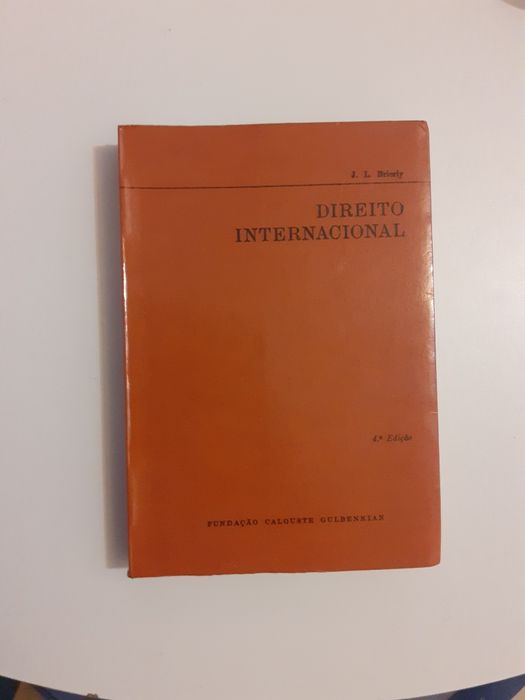 J. L. Brierly
DIREITO
INTERNACIONAL
4.ª Edição
FUNDAÇÃO CALOUSTE GULBENKIAN